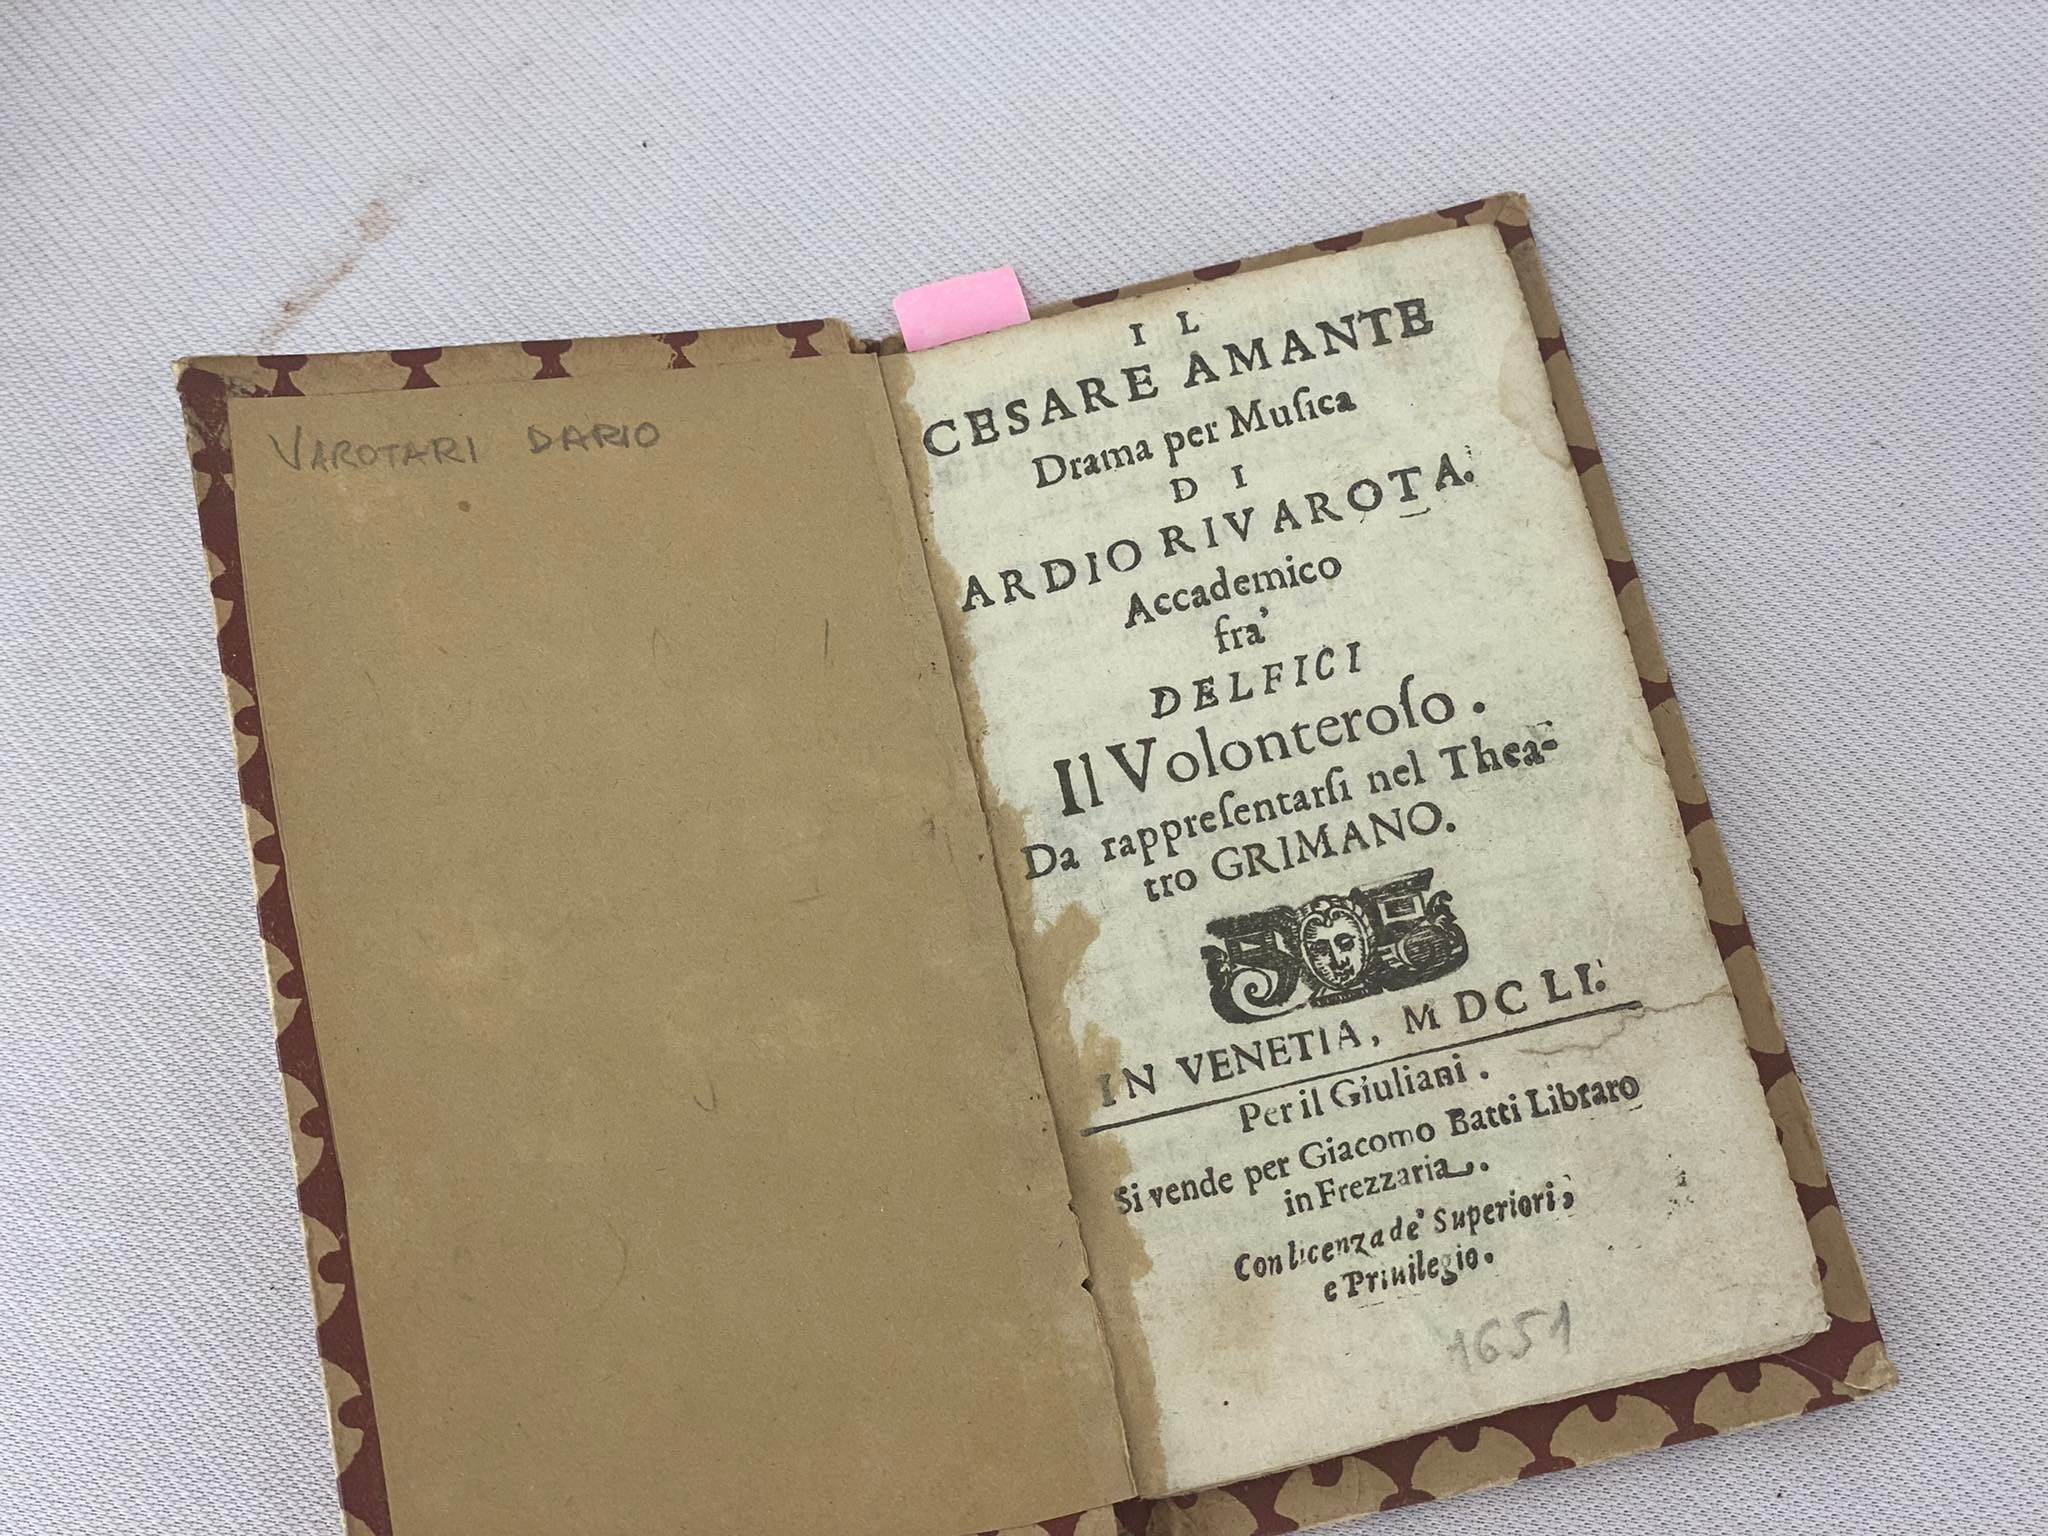 VAROTARI DARIO
IL
CESARE AMANTE
Drama per Muſica
DI
ARDIO RIVAROTA.
Accademico
fra'
DELFICI
Il Volonteroſo.
Da rappreſentarſi nel Thea-
tro GRIMANO.
IN VENETIA, MDCLI.
Per il Giuliani.
Si vende per Giacomo Batti Libraro
in Frezzaria.
Con licenza de' Superiori,
e Priuilegio.
1651